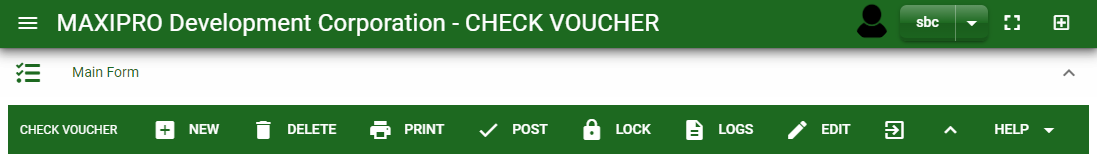 MAXIPRO Development Corporation - CHECK VOUCHER sbc
Main Form
CHECK VOUCHER NEW DELETE PRINT POST LOCK LOGS EDIT HELP